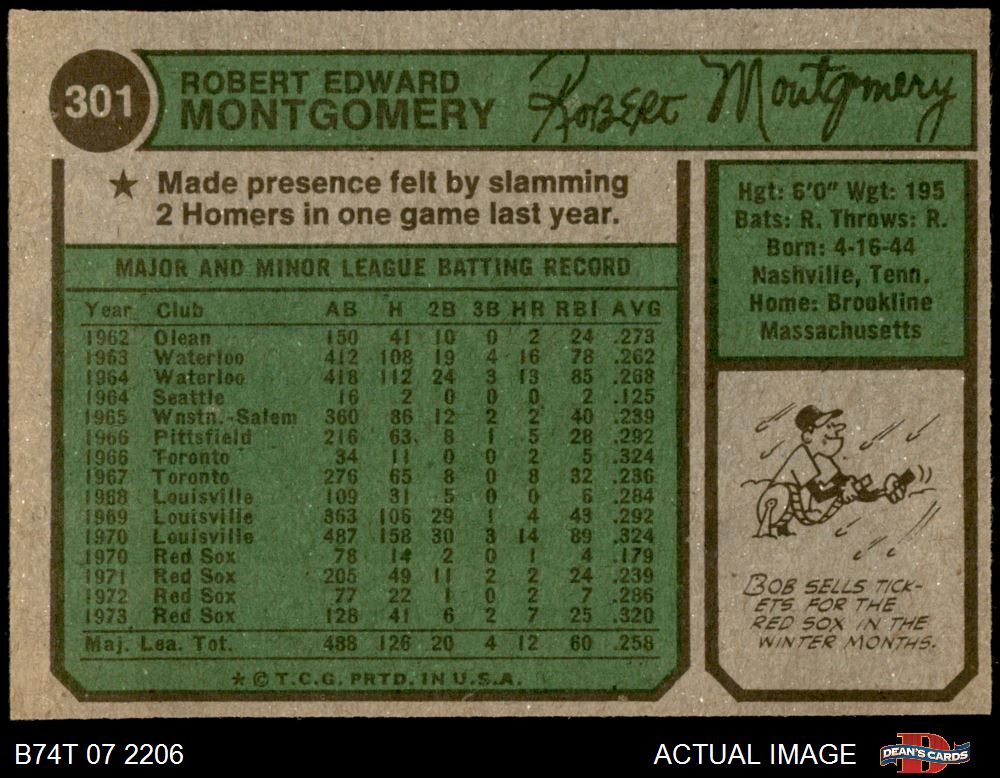 301
ROBERT EDWARD
MONTGOMERY
Robert Montgomery
★ Made presence felt by slamming
2 Homers in one game last year.
MAJOR AND MINOR LEAGUE BATTING RECORD
Year Club AB H 2B 3B HR RBI AVG
1962 Olean 150 41 10 0 2 24 .273
1963 Waterloo 412 108 19 4 16 78 .262
1964 Waterloo 418 112 24 3 13 85 .268
1964 Seattle 16 2 0 0 0 2 .125
1965 Wnstn.-Salem 360 86 12 2 2 40 .239
1966 Pittsfield 216 63 8 1 5 28 .292
1966 Toronto 34 11 0 0 2 5 .324
1967 Toronto 276 65 8 0 8 32 .236
1968 Louisville 109 31 5 0 0 6 .284
1969 Louisville 363 106 29 1 4 43 .292
1970 Louisville 487 158 30 3 14 89 .324
1970 Red Sox 78 14 2 0 1 4 .179
1971 Red Sox 205 49 11 2 2 24 .239
1972 Red Sox 77 22 1 0 2 7 .286
1973 Red Sox 128 41 6 2 7 25 .320
Maj. Lea. Tot. 488 126 20 4 12 60 .258
★ © T.C.G. PRTD. IN U.S.A.
Hgt: 6'0" Wgt: 195
Bats: R. Throws: R.
Born: 4-16-44
Nashville, Tenn.
Home: Brookline
Massachusetts
BOB SELLS TICK-
ETS FOR THE
RED SOX IN THE
WINTER MONTHS.
B74T 07 2206
ACTUAL IMAGE
DEAN'S CARDS